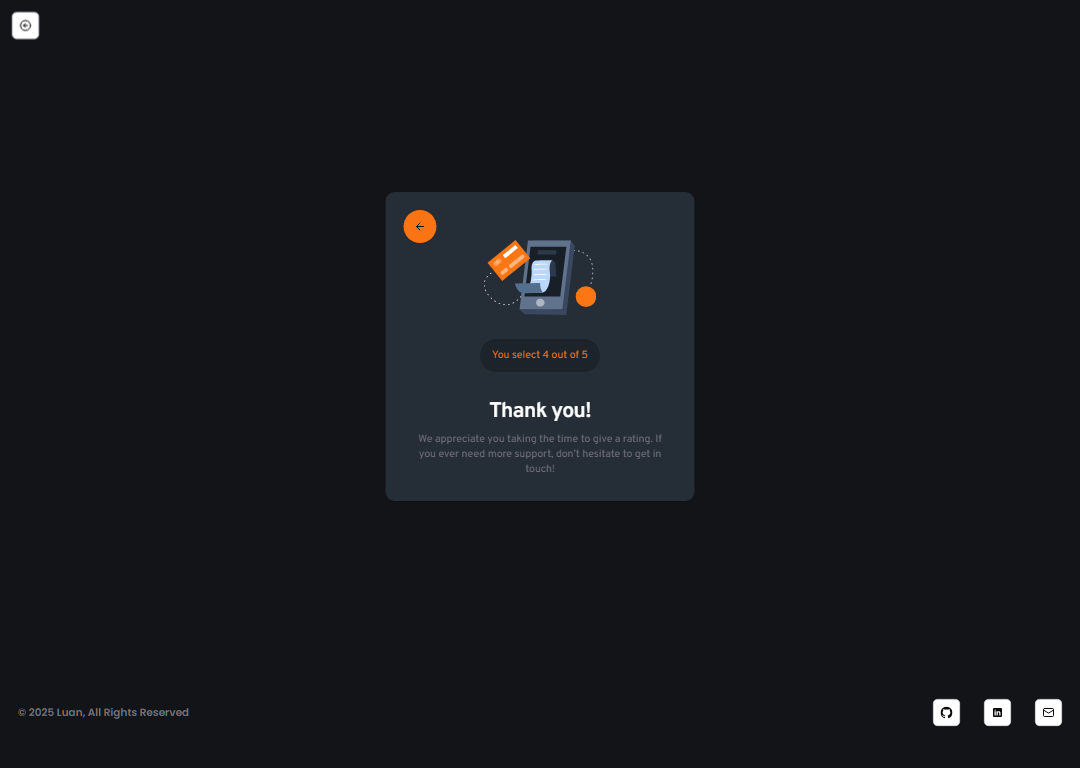 You select 4 out of 5
Thank you!
We appreciate you taking the time to give a rating. If
you ever need more support, don't hesitate to get in
touch!
© 2025 Luan, All Rights Reserved